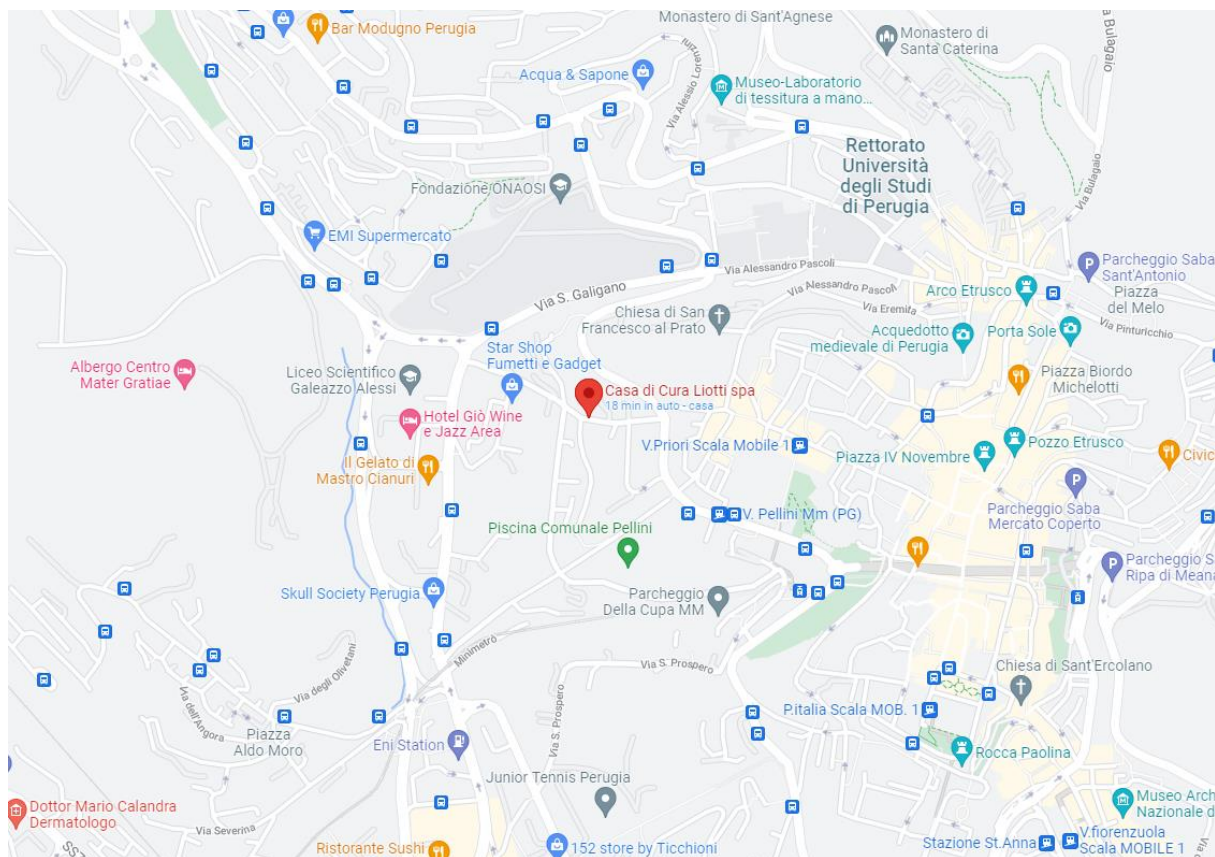 Monastero di Sant'Agnese
Bar Modugno Perugia
Monastero di
Santa Caterina
Via Bulagaio
Via Alessio Lorenzini
Acqua & Sapone
Museo-Laboratorio
di tessitura a mano...
Rettorato
Università
degli Studi
di Perugia
Fondazione ONAOSI
Via Bulagaio
EMI Supermercato
Parcheggio Saba
Sant'Antonio
Piazza
del Melo
Via Alessandro Pascoli
Via S. Galigano
Via Alessandro Pascoli
Arco Etrusco
Via Eremita
Chiesa di San
Francesco al Prato
Via Pinturicchio
Acquedotto
medievale di Perugia
Porta Sole
Star Shop
Fumetti e Gadget
Albergo Centro
Mater Gratiae
Liceo Scientifico
Galeazzo Alessi
Piazza Biordo
Michelotti
Casa di Cura Liotti spa
18 min in auto - casa
Hotel Giò Wine
e Jazz Area
V.Priori Scala Mobile 1
Pozzo Etrusco
Piazza IV Novembre
Civic
Il Gelato di
Mastro Cianuri
Parcheggio Saba
Mercato Coperto
V. Pellini Mm (PG)
Piscina Comunale Pellini
Parcheggio S
Ripa di Meana
Skull Society Perugia
Parcheggio
Della Cupa MM
Minimetrò
Via S. Prospero
Chiesa di Sant'Ercolano
Via degli Olivetani
Via dell'Angora
P.italia Scala MOB. 1
Piazza
Aldo Moro
Via S. Prospero
Eni Station
Rocca Paolina
Junior Tennis Perugia
Dottor Mario Calandra
Dermatologo
Museo Arch
Nazionale d
Via Severina
SS7
Ristorante Sushi
152 store by Ticchioni
Stazione St.Anna
V.fiorenzuola
Scala MOBILE 1